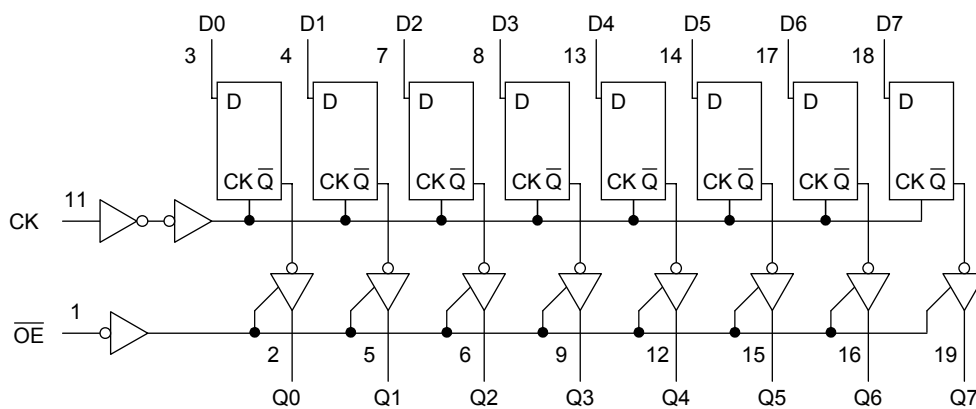 D0 D1 D2 D3 D4 D5 D6 D7
3 4 7 8 13 14 17 18
D D D D D D D D
CK Q̅ CK Q̅ CK Q̅ CK Q̅ CK Q̅ CK Q̅ CK Q̅ CK Q̅
11
CK
1
O̅E̅
2 5 6 9 12 15 16 19
Q0 Q1 Q2 Q3 Q4 Q5 Q6 Q7